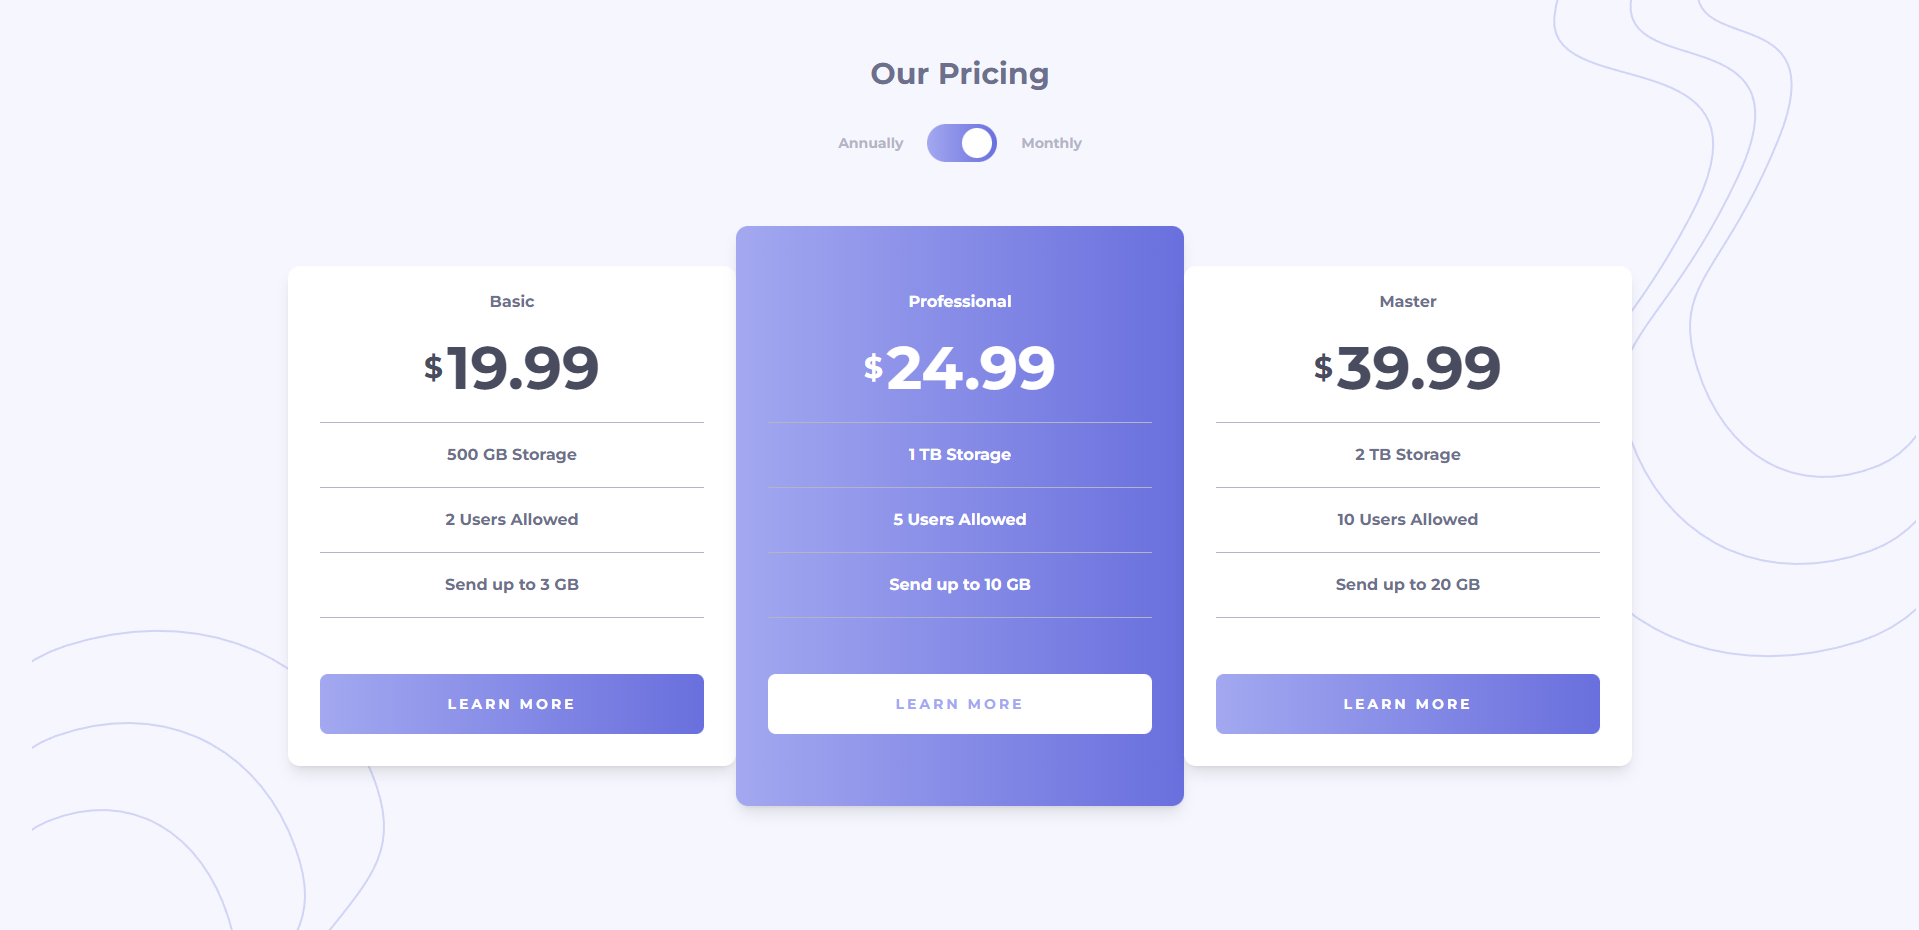 Our Pricing
Annually Monthly
Basic
$19.99
500 GB Storage
2 Users Allowed
Send up to 3 GB
LEARN MORE
Professional
$24.99
1 TB Storage
5 Users Allowed
Send up to 10 GB
LEARN MORE
Master
$39.99
2 TB Storage
10 Users Allowed
Send up to 20 GB
LEARN MORE